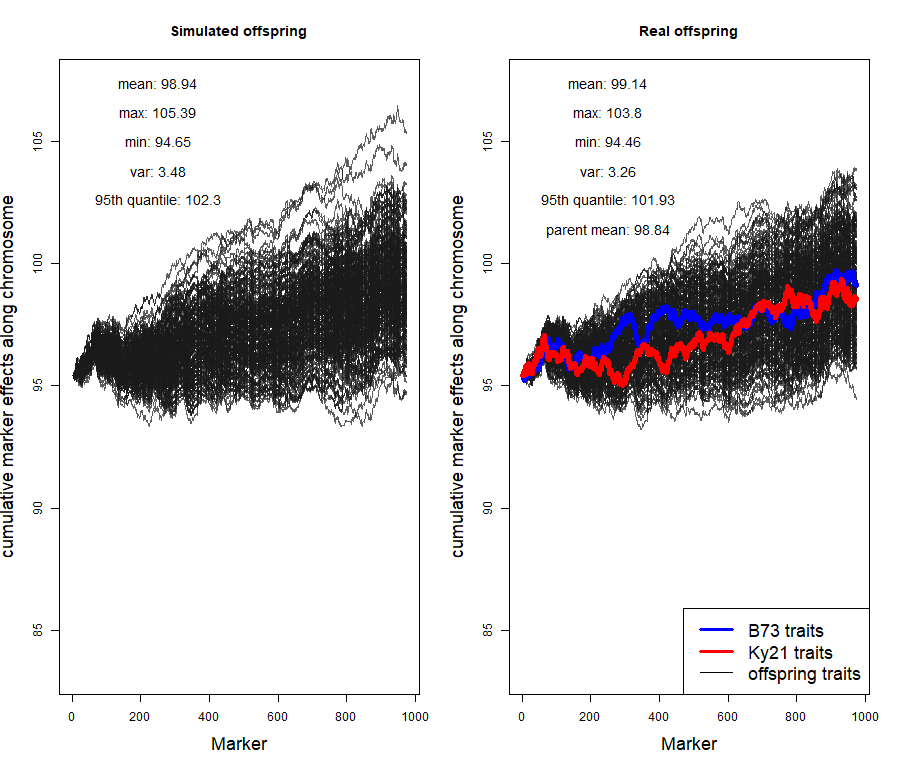 Simulated offspring
mean: 98.94
max: 105.39
min: 94.65
var: 3.48
95th quantile: 102.3
cumulative marker effects along chromosome
105
100
95
90
85
0 200 400 600 800 1000
Marker
Real offspring
mean: 99.14
max: 103.8
min: 94.46
var: 3.26
95th quantile: 101.93
parent mean: 98.84
cumulative marker effects along chromosome
105
100
95
90
85
B73 traits
Ky21 traits
offspring traits
0 200 400 600 800 1000
Marker